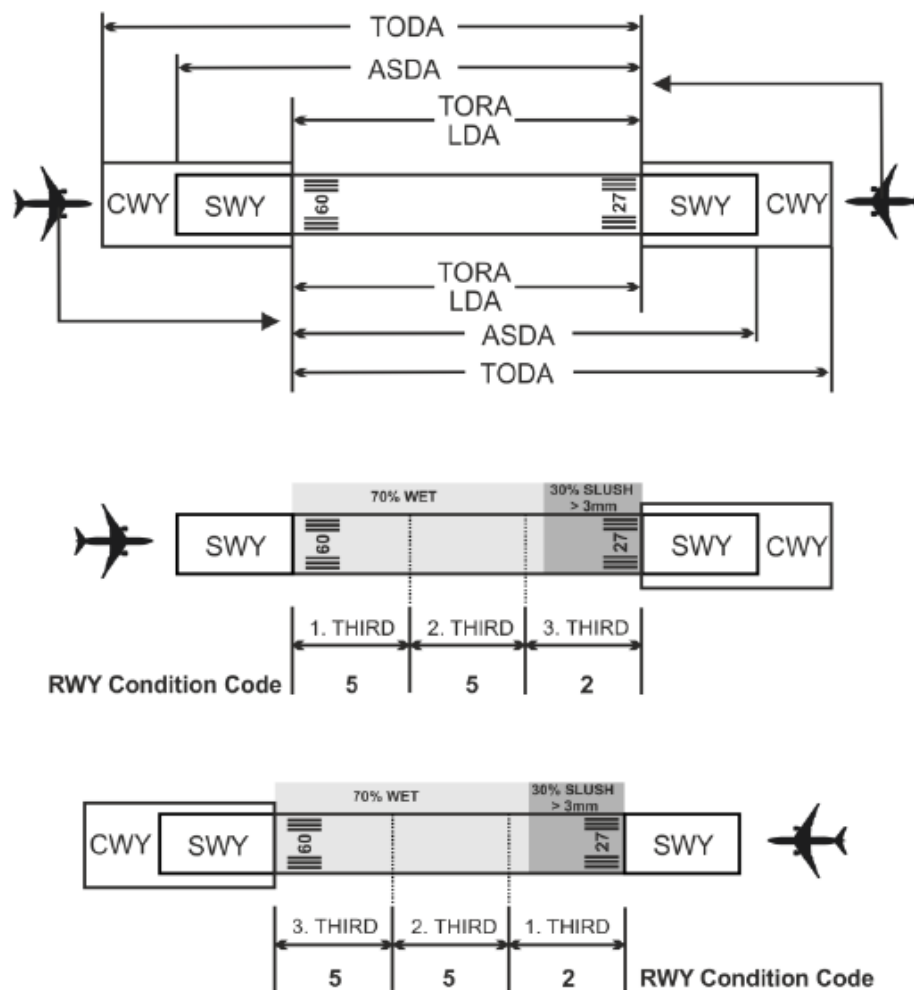 TODA
ASDA
TORA
LDA
CWY SWY 09 27 SWY CWY
TORA
LDA
ASDA
TODA
70% WET 30% SLUSH
> 3mm
SWY 09 27 SWY CWY
1. THIRD 2. THIRD 3. THIRD
RWY Condition Code 5 5 2
70% WET 30% SLUSH
> 3mm
CWY SWY 09 27 SWY
3. THIRD 2. THIRD 1. THIRD
5 5 2 RWY Condition Code